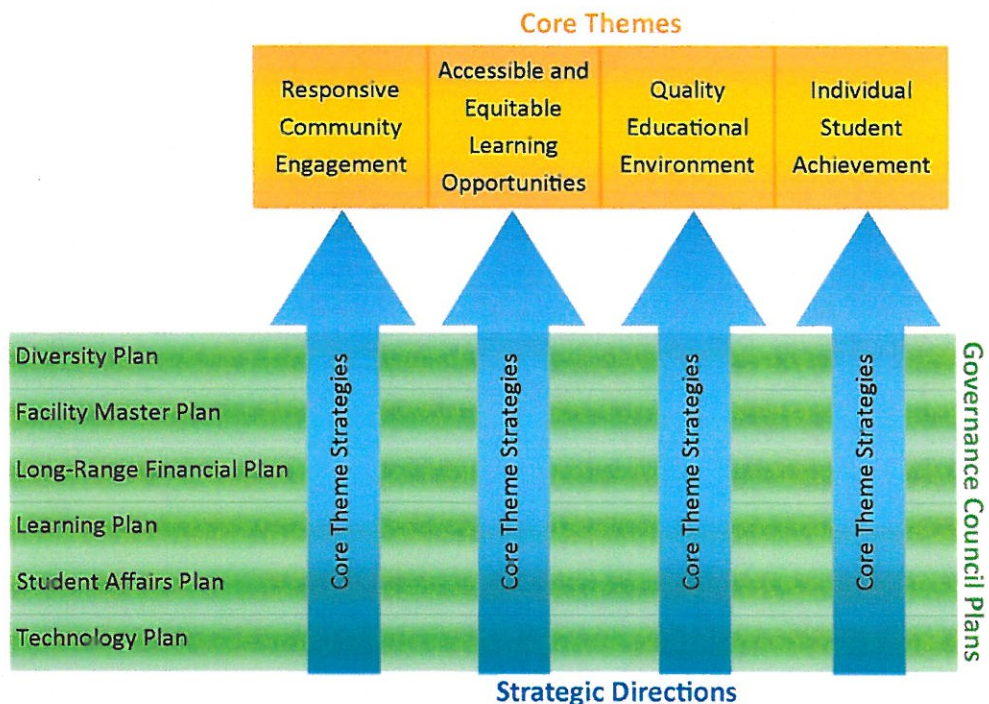 Core Themes
Responsive
Community
Engagement
Accessible and
Equitable
Learning
Opportunities
Quality
Educational
Environment
Individual
Student
Achievement
Diversity Plan
Facility Master Plan
Long-Range Financial Plan
Learning Plan
Student Affairs Plan
Technology Plan
Core Theme Strategies
Core Theme Strategies
Core Theme Strategies
Core Theme Strategies
Governance Council Plans
Strategic Directions